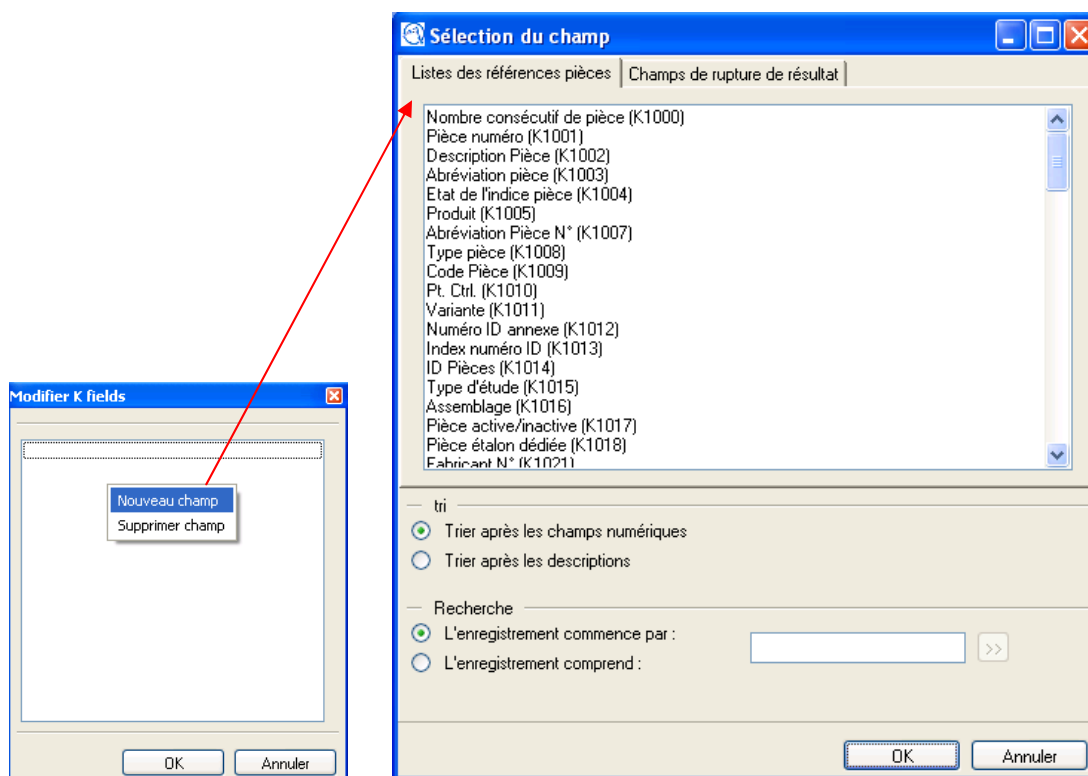 Modifier K fields
Nouveau champ
Supprimer champ
OK
Annuler
Sélection du champ
Listes des références pièces
Champs de rupture de résultat
Nombre consécutif de pièce (K1000)
Pièce numéro (K1001)
Description Pièce (K1002)
Abréviation pièce (K1003)
Etat de l'indice pièce (K1004)
Produit (K1005)
Abréviation Pièce N° (K1007)
Type pièce (K1008)
Code Pièce (K1009)
Pt. Ctrl. (K1010)
Variante (K1011)
Numéro ID annexe (K1012)
Index numéro ID (K1013)
ID Pièces (K1014)
Type d'étude (K1015)
Assemblage (K1016)
Pièce active/inactive (K1017)
Pièce étalon dédiée (K1018)
Fabricant N° (K1021)
tri
Trier après les champs numériques
Trier après les descriptions
Recherche
L'enregistrement commence par :
>>
L'enregistrement comprend :
OK
Annuler